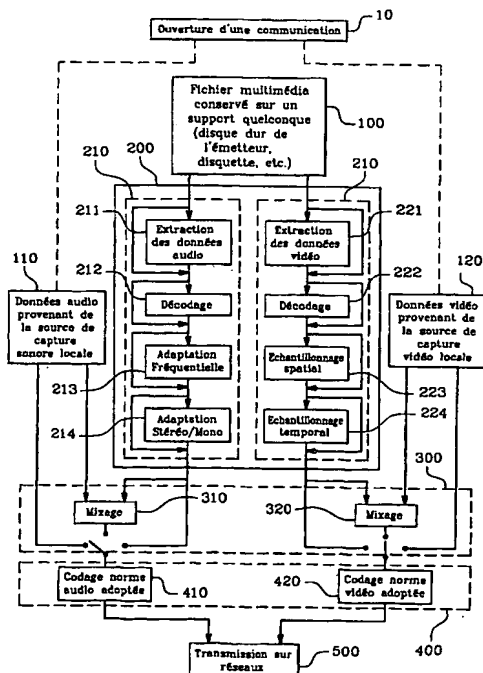 10
Ouverture d'une communication
Fichier multimédia
conservé sur un
support quelconque
(disque dur de
l'émetteur,
disquette, etc.)
100
200
210
210
211
Extraction
des données
audio
221
Extraction
des données
vidéo
110
212
Décodage
222
Décodage
120
Données audio
provenant de
la source de
capture
sonore locale
Données vidéo
provenant de
la source de
capture
vidéo locale
213
Adaptation
Fréquentielle
Echantillonnage
spatial
223
214
Adaptation
Stéréo/Mono
Echantillonnage
temporal
224
300
Mixage
310
320
Mixage
Codage norme
audio adoptée
410
420
Codage norme
vidéo adoptée
400
Transmission sur
réseaux
500